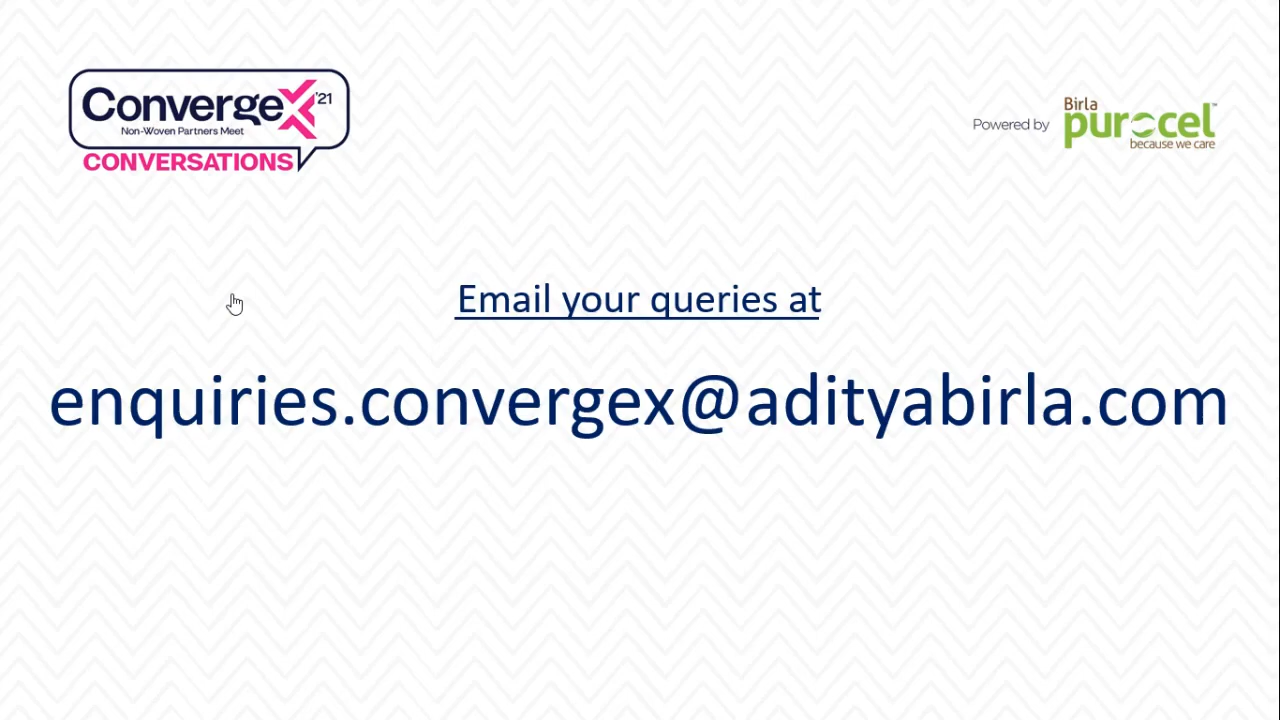 ConvergeX'21
Non-Woven Partners Meet
CONVERSATIONS
Powered by
Birla
purocel™
because we care
Email your queries at
enquiries.convergex@adityabirla.com